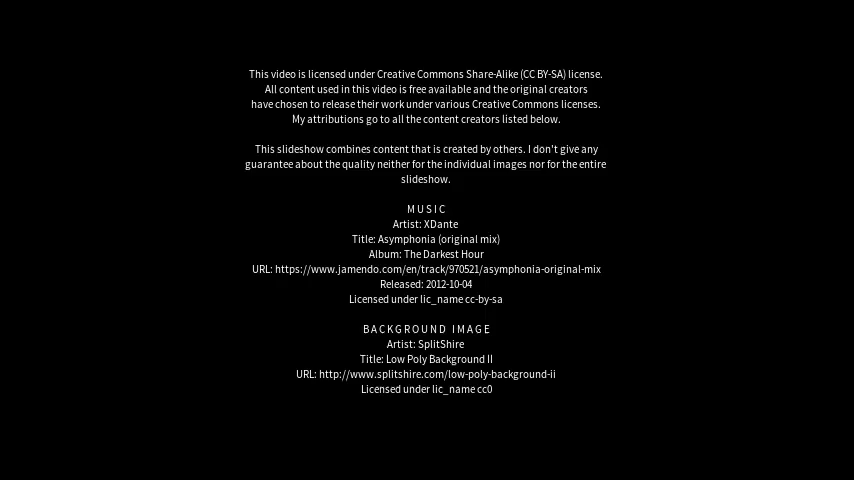 This video is licensed under Creative Commons Share-Alike (CC BY-SA) license.
All content used in this video is free available and the original creators
have chosen to release their work under various Creative Commons licenses.
My attributions go to all the content creators listed below.
This slideshow combines content that is created by others. I don't give any
guarantee about the quality neither for the individual images nor for the entire
slideshow.
M U S I C
Artist: XDante
Title: Asymphonia (original mix)
Album: The Darkest Hour
URL: https://www.jamendo.com/en/track/970521/asymphonia-original-mix
Released: 2012-10-04
Licensed under lic_name cc-by-sa
B A C K G R O U N D   I M A G E
Artist: SplitShire
Title: Low Poly Background II
URL: http://www.splitshire.com/low-poly-background-ii
Licensed under lic_name cc0